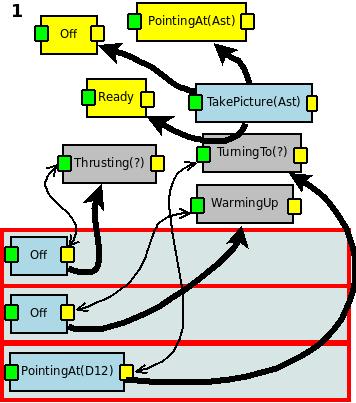 1
PointingAt(Ast)
Off
Ready
TakePicture(Ast)
Thrusting(?)
TurningTo(?)
WarmingUp
Off
Off
PointingAt(D12)